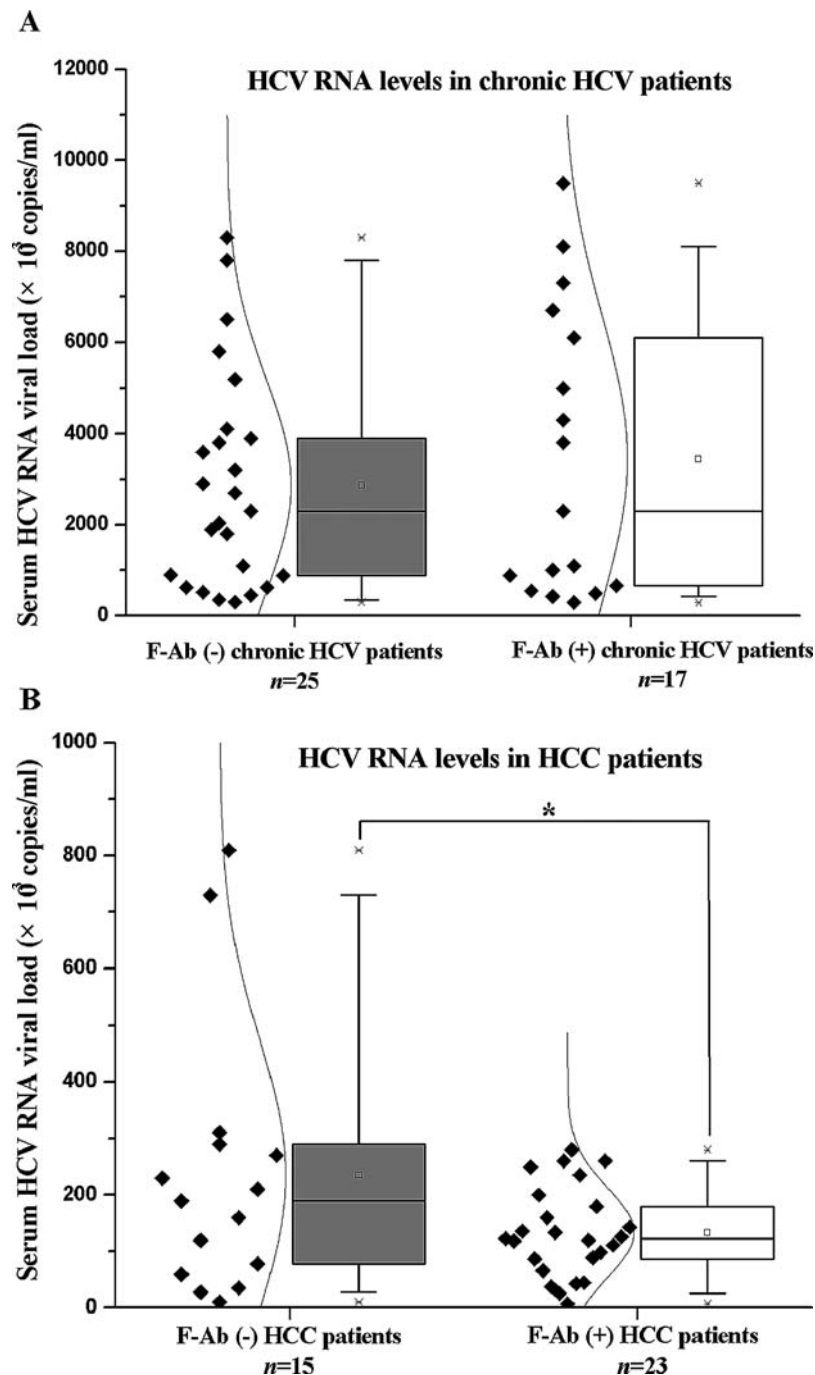 A
HCV RNA levels in chronic HCV patients
Serum HCV RNA viral load (× 10³ copies/ml)
12000
10000
8000
6000
4000
2000
0
F-Ab (-) chronic HCV patients
n=25
F-Ab (+) chronic HCV patients
n=17
B
HCV RNA levels in HCC patients
Serum HCV RNA viral load (× 10³ copies/ml)
1000
800
600
400
200
0
*
F-Ab (-) HCC patients
n=15
F-Ab (+) HCC patients
n=23